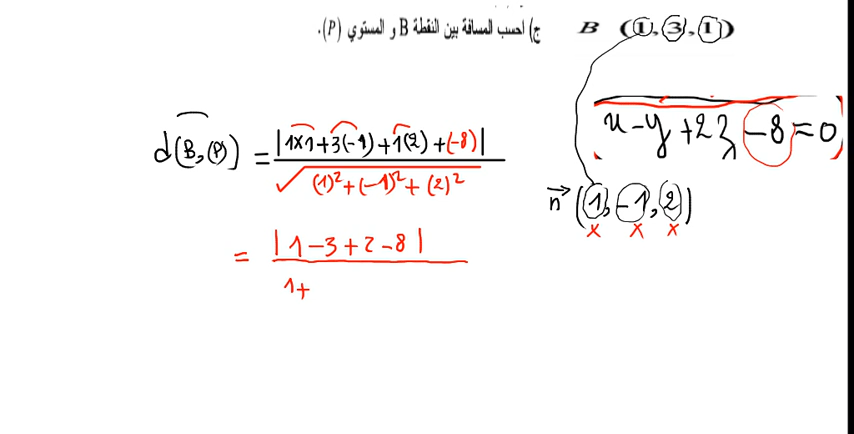 ج) احسب المسافة بين النقطة B و المستوي (P). B (1,3,1)
x-y+2z-8=0
d(B,(P)) = |1×1+3(-1)+1(2)+(-8)| / √(1)²+(-1)²+(2)²
n⃗ (1,-1,2)
x x x
= |1-3+2-8|
1+